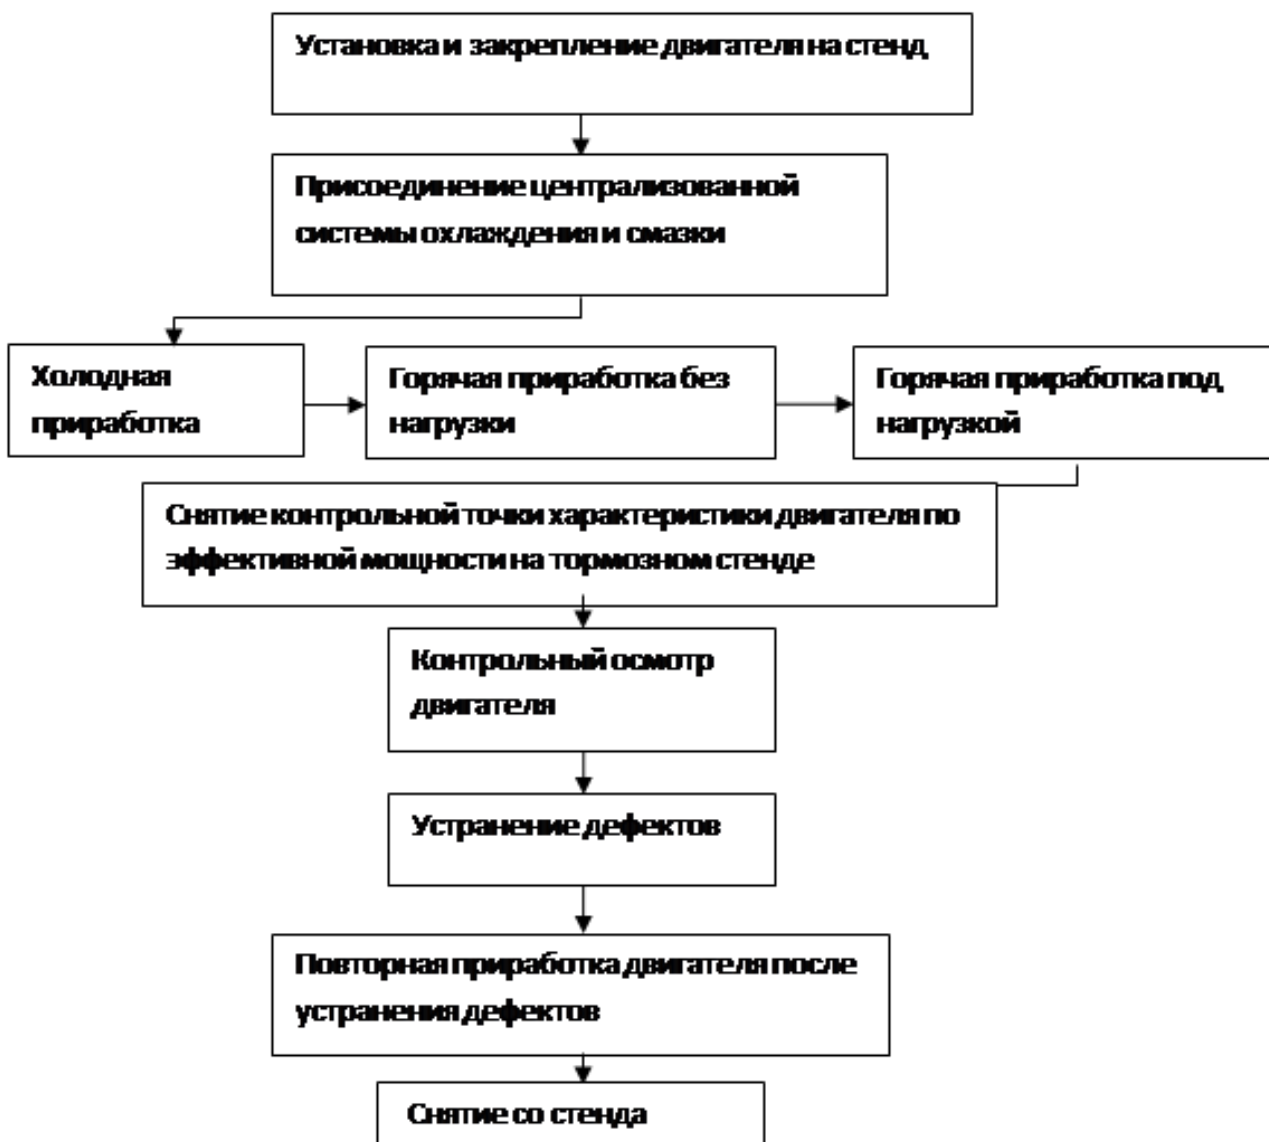 Установка и закрепление двигателя на стенд
Присоединение централизованной
системы охлаждения и смазки
Холодная
приработка
Горячая приработка без
нагрузки
Горячая приработка под
нагрузкой
Снятие контрольной точки характеристики двигателя по
эффективной мощности на тормозном стенде
Контрольный осмотр
двигателя
Устранение дефектов
Повторная приработка двигателя после
устранения дефектов
Снятие со стенда